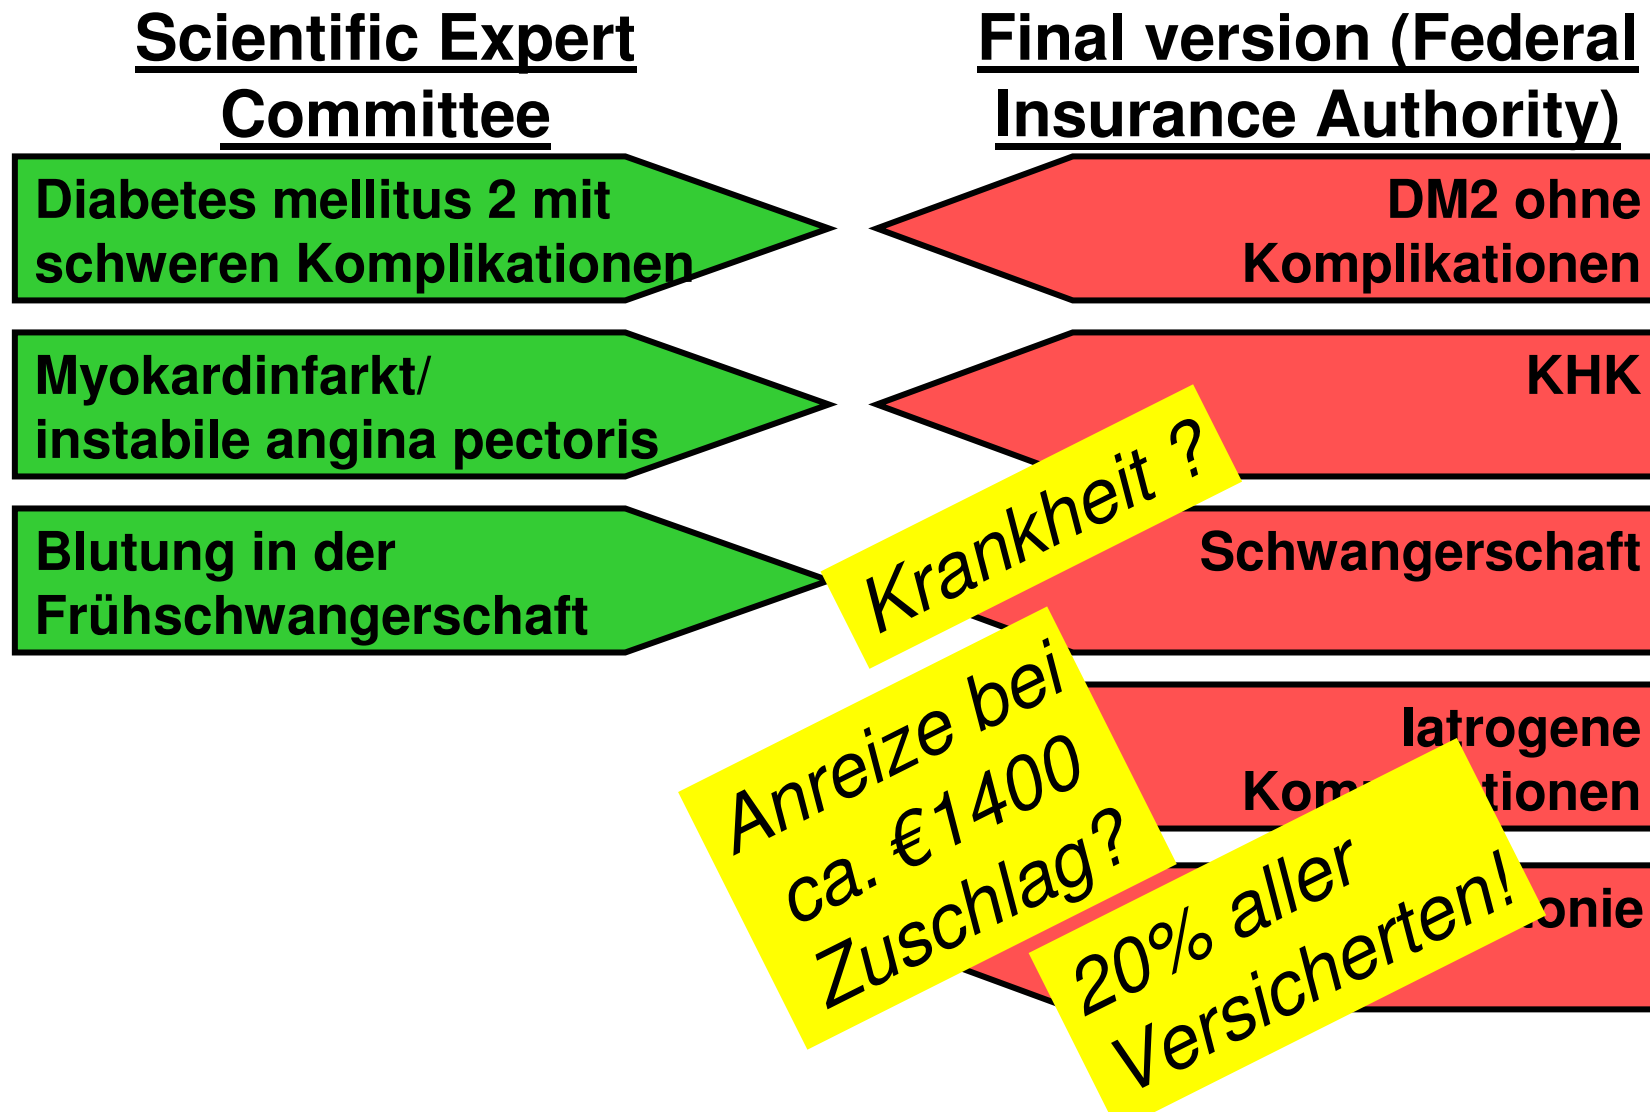 Scientific Expert
Committee
Final version (Federal
Insurance Authority)
Diabetes mellitus 2 mit
schweren Komplikationen
DM2 ohne
Komplikationen
Myokardinfarkt/
instabile angina pectoris
KHK
Krankheit ?
Blutung in der
Frühschwangerschaft
Schwangerschaft
Anreize bei
ca. €1400
Zuschlag?
Iatrogene
20% aller
Versicherten!